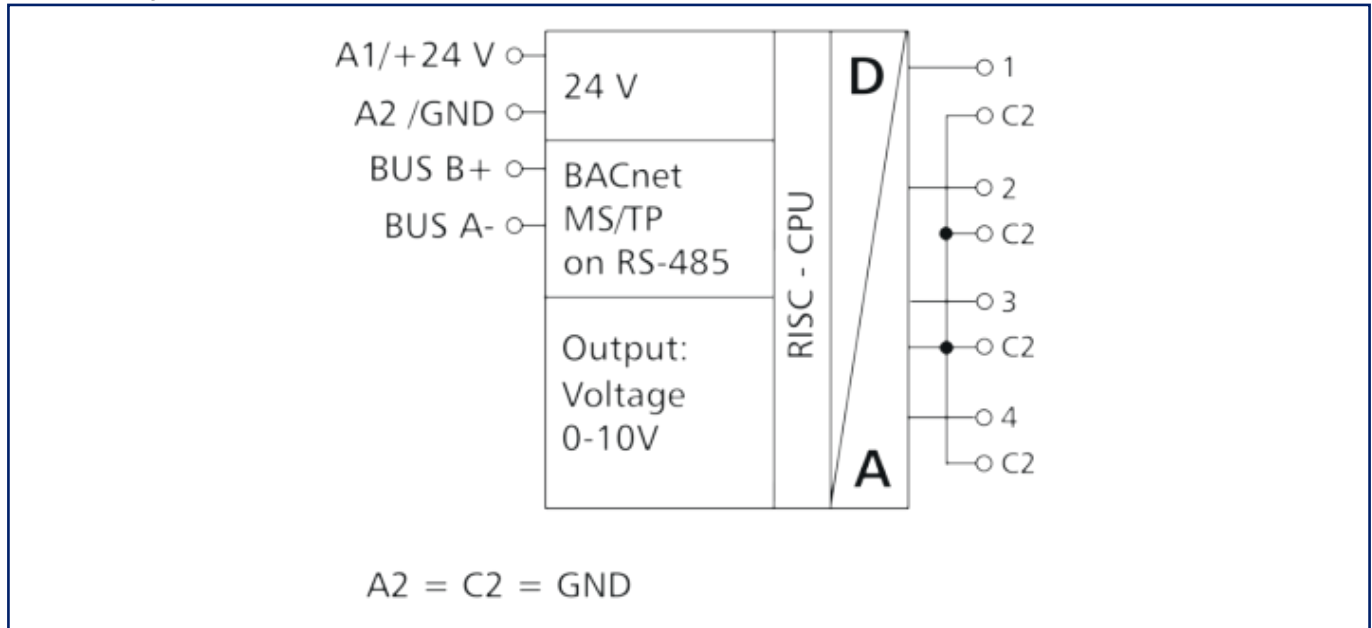 A1/+24 V
A2 /GND
BUS B+
BUS A-
24 V
BACnet
MS/TP
on RS-485
Output:
Voltage
0-10V
RISC - CPU
D
A
1
C2
2
C2
3
C2
4
C2
A2 = C2 = GND